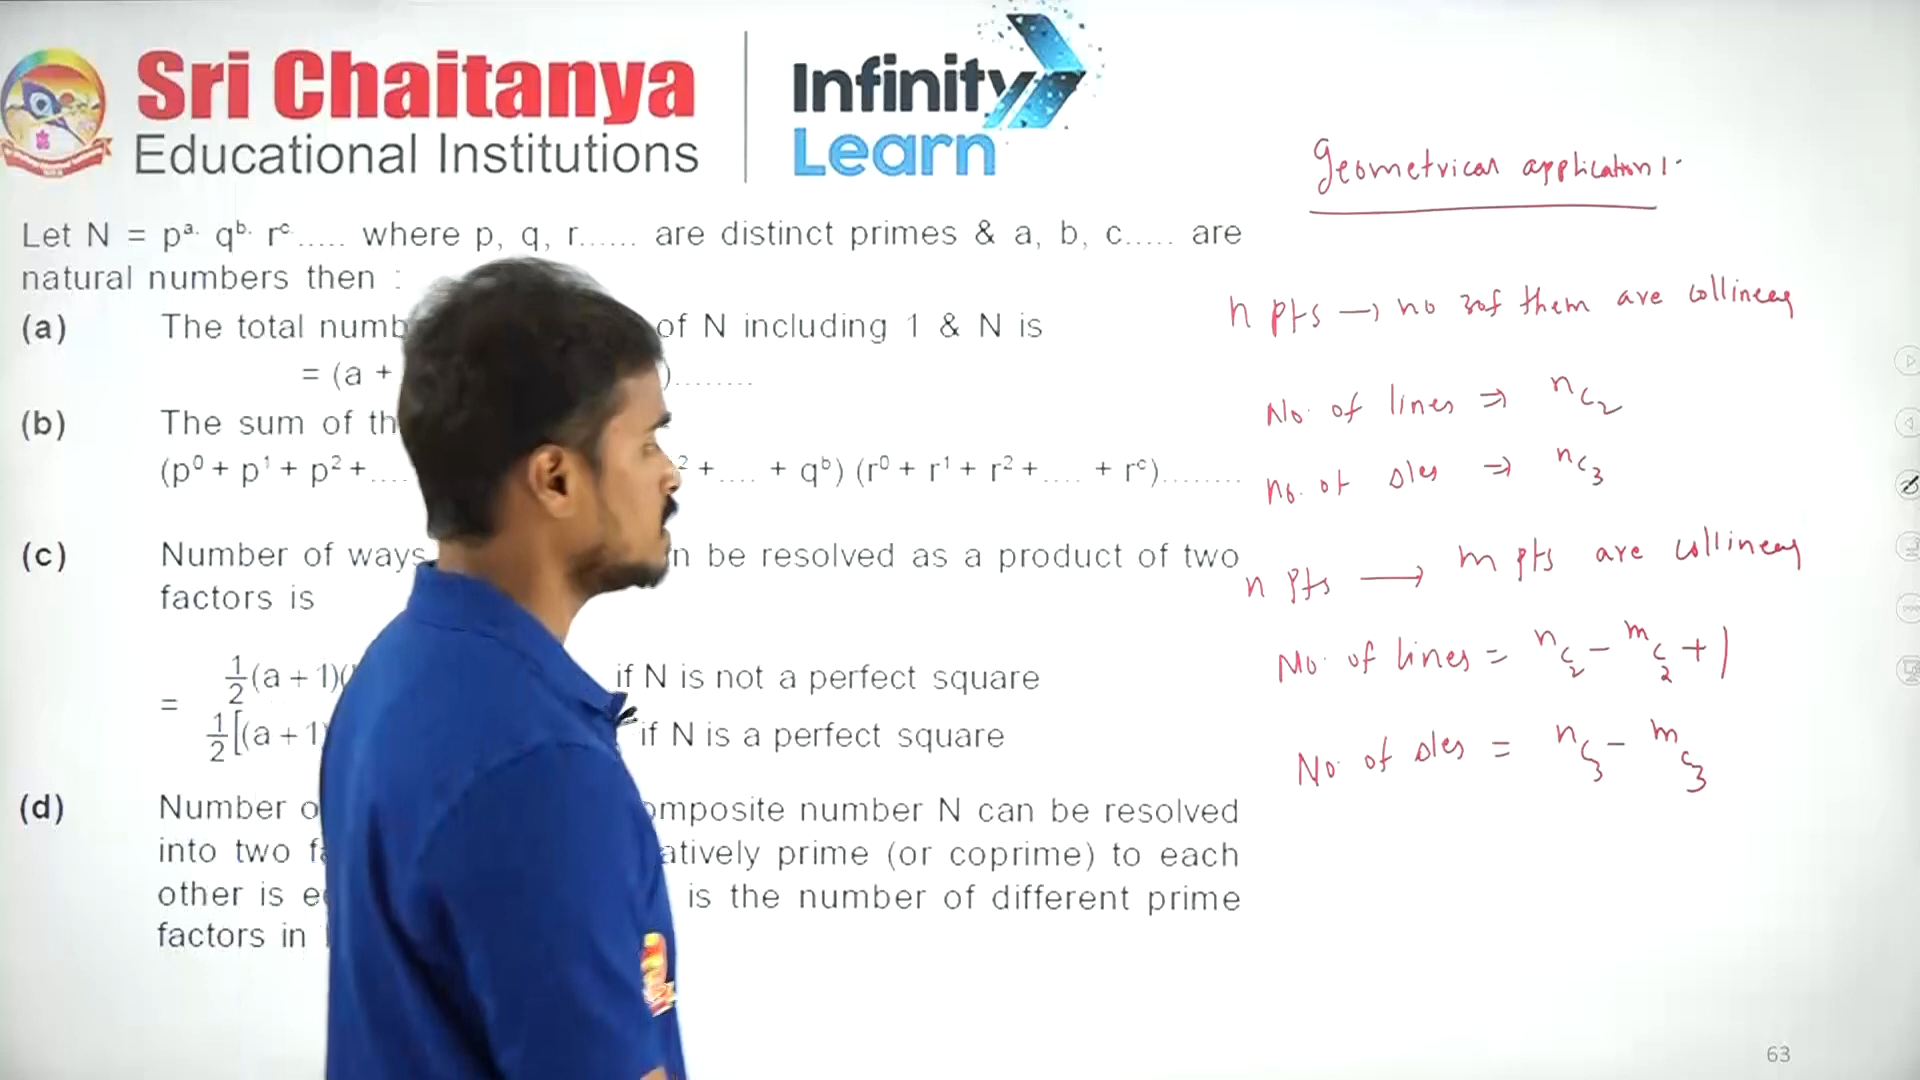 Sri Chaitanya
Educational Institutions
Infinity
Learn
Geometrical applications.
Let N = pᵃ· qᵇ· rᶜ ..... where p, q, r...... are distinct primes & a, b, c..... are
natural numbers then :
(a) The total numb of N including 1 & N is
= (a + )........
(b) The sum of th
(p⁰ + p¹ + p² + .... ² + .... + qᵇ) (r⁰ + r¹ + r² + .... + rᶜ)........
(c) Number of ways n be resolved as a product of two
factors is
= 1/2 (a + 1)( if N is not a perfect square
1/2 [(a + 1) if N is a perfect square
(d) Number o omposite number N can be resolved
into two f atively prime (or coprime) to each
other is e is the number of different prime
factors in
n pts → no 3 of them are collinear
No. of lines ⇒ ⁿC₂
no. of Δles ⇒ ⁿC₃
n pts → m pts are collinear
No. of lines = ⁿC₂ - ᵐC₂ + 1
No. of Δles = ⁿC₃ - ᵐC₃
63